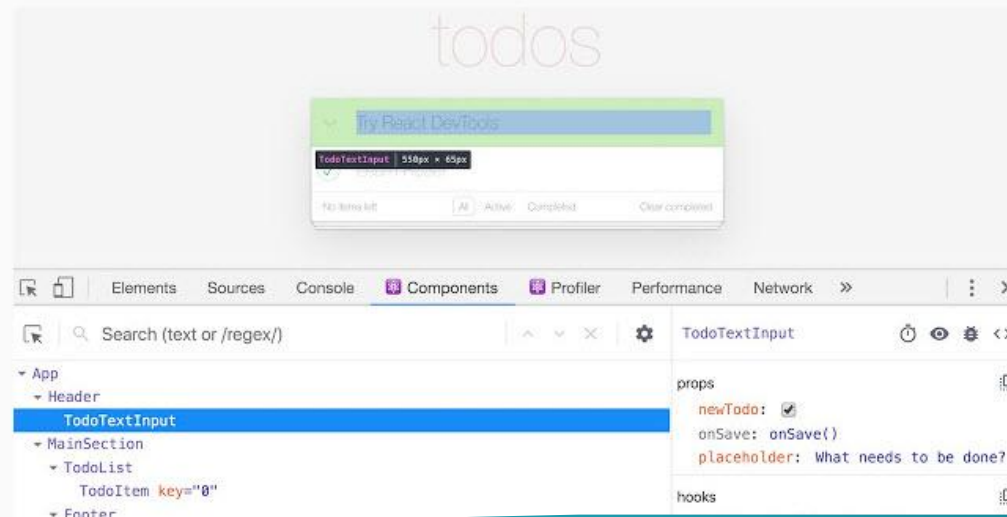 todos
Try React DevTools
TodoTextInput | 550px × 65px
No items left All Active Completed Clear completed
Elements Sources Console Components Profiler Performance Network »
Search (text or /regex/)
TodoTextInput
App
Header
TodoTextInput
MainSection
TodoList
TodoItem key="0"
Footer
props
newTodo:
onSave: onSave()
placeholder: What needs to be done?
hooks